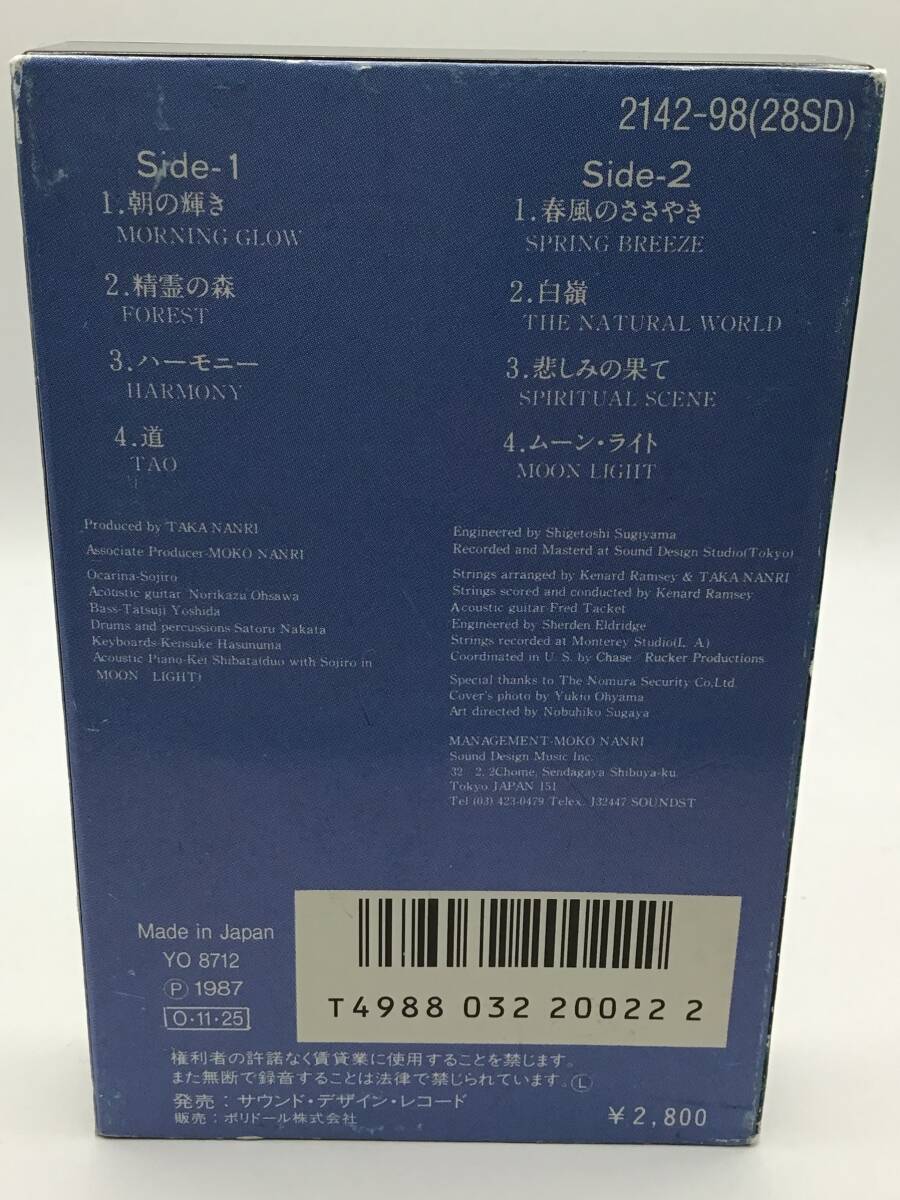 2142-98(28SD)
Side-1
1.朝の輝き
MORNING GLOW
2.精霊の森
FOREST
3.ハーモニー
HARMONY
4.道
TAO
Side-2
1.春風のささやき
SPRING BREEZE
2.白嶺
THE NATURAL WORLD
3.悲しみの果て
SPIRITUAL SCENE
4.ムーン・ライト
MOON LIGHT
Produced by TAKA NANRI
Associate Producer-MOKO NANRI
Ocarina-Sojiro
Acoustic guitar Norikazu Ohsawa
Bass-Tatsuji Yoshida
Drums and percussions-Satoru Nakata
Keyboards-Kensuke Hasunuma
Acoustic Piano-Kei Shibata(duo with Sojiro in
MOON LIGHT)
Engineered by Shigetoshi Sugiyama
Recorded and Masterd at Sound Design Studio(Tokyo)
Strings arranged by Kenard Ramsey & TAKA NANRI
Strings scored and conducted by Kenard Ramsey
Acoustic guitar-Fred Tacket
Engineered by Sherden Eldridge
Strings recorded at Monterey Studio(L. A)
Coordinated in U. S. by Chase/Rucker Productions
Special thanks to The Nomura Security Co,Ltd.
Cover's photo by Yukio Ohyama
Art directed by Nobuhiko Sugaya
MANAGEMENT-MOKO NANRI
Sound Design Music Inc.
32 2, 2Chome, Sendagaya Shibuya-ku,
Tokyo JAPAN 151
Tel (03) 423-0479 Telex. J32447 SOUNDST
Made in Japan
YO 8712
Ⓟ 1987
O・11・25
T4988 032 20022 2
権利者の許諾なく賃貸業に使用することを禁じます。
また無断で録音することは法律で禁じられています。Ⓛ
発売：サウンド・デザイン・レコード
販売：ポリドール株式会社
￥2,800